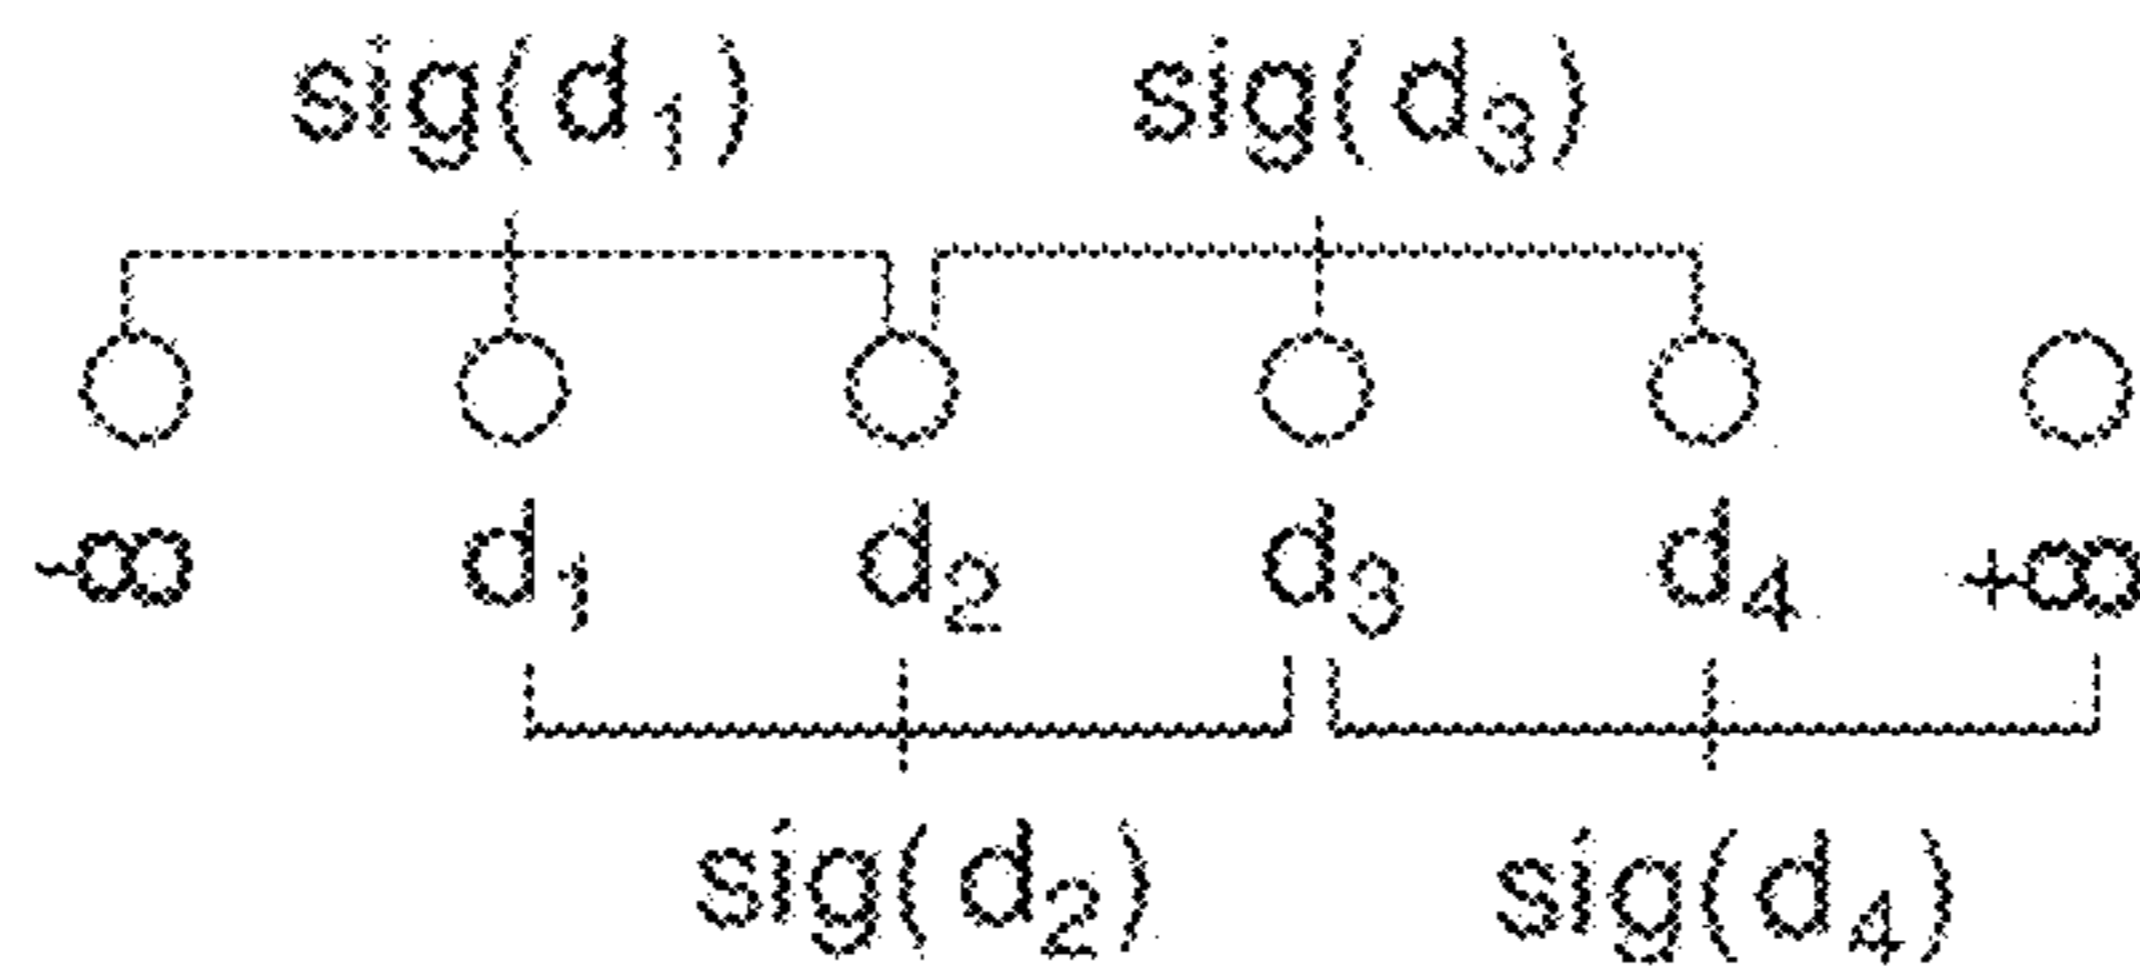 sig(d₁) sig(d₃)
-∞ d₁ d₂ d₃ d₄ +∞
sig(d₂) sig(d₄)